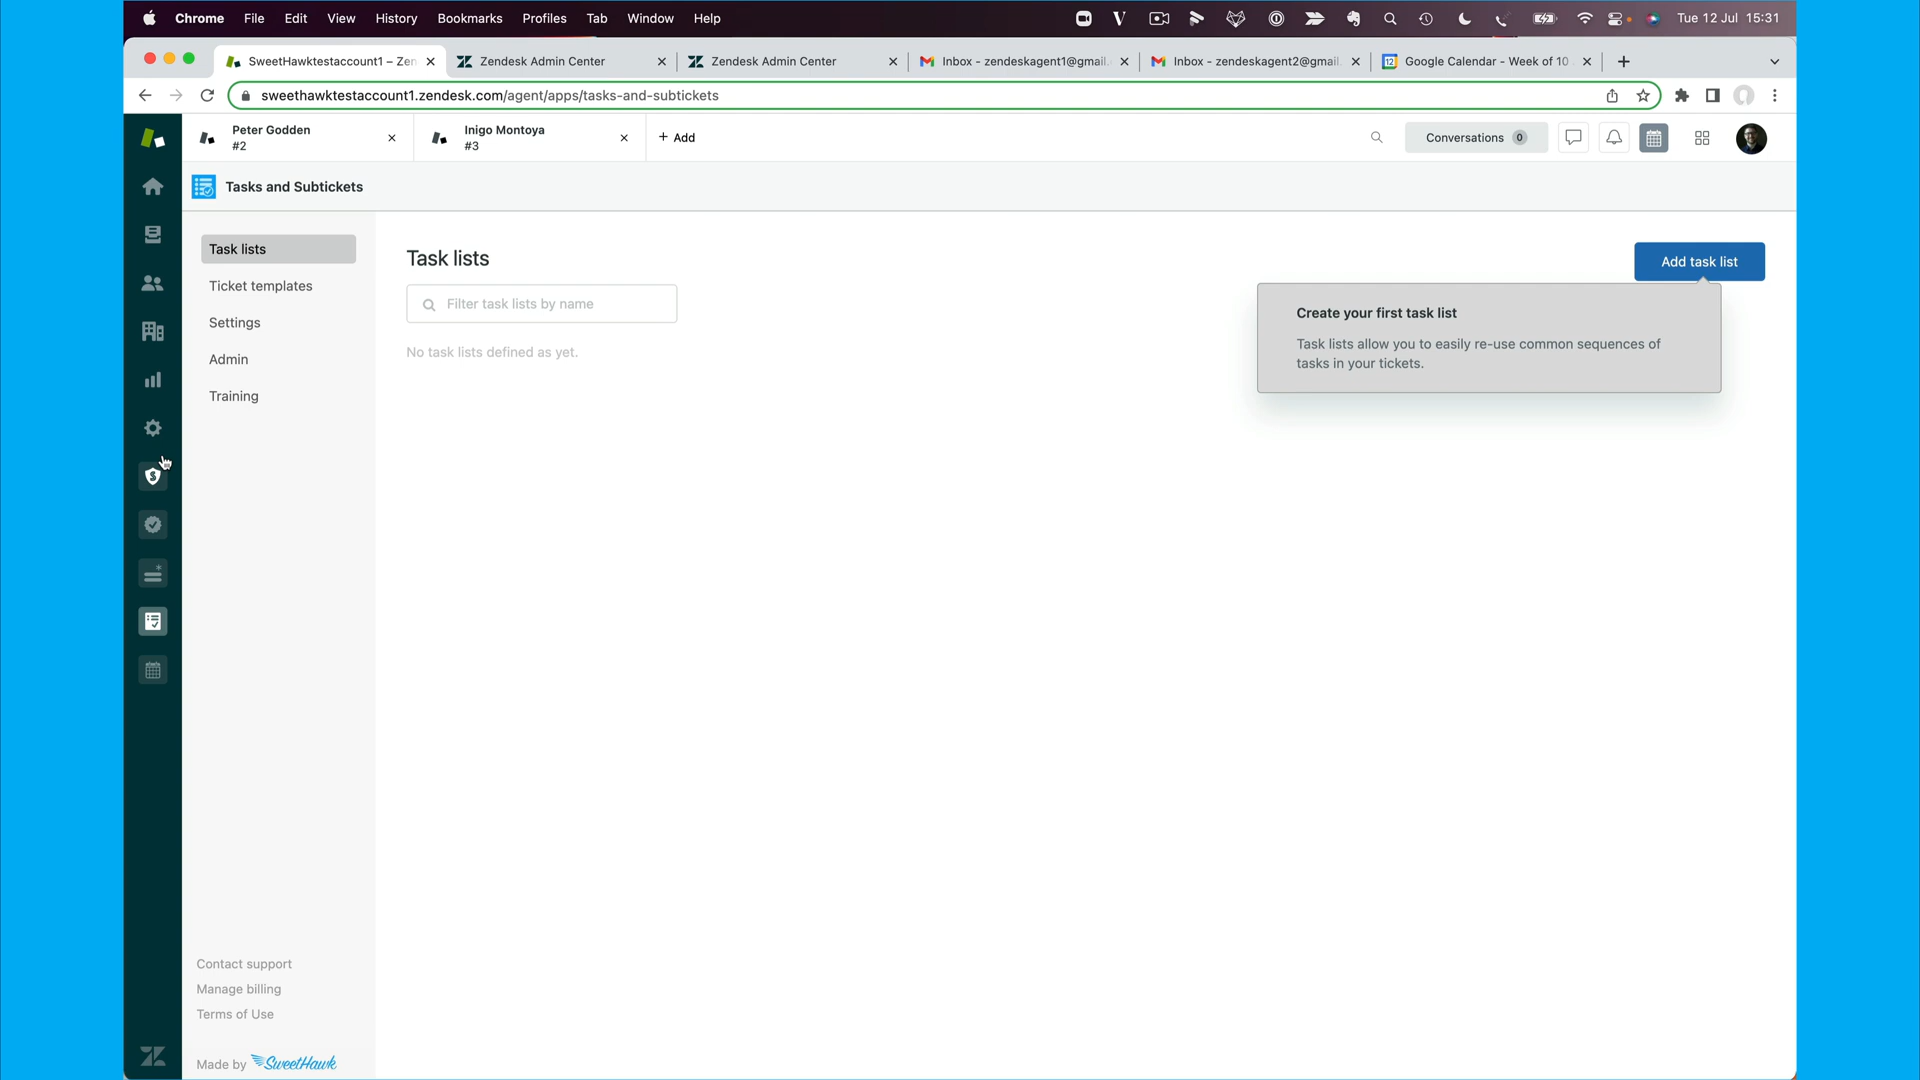 Chrome File Edit View History Bookmarks Profiles Tab Window Help Tue 12 Jul 15:31
SweetHawktestaccount1 – Zen Zendesk Admin Center Zendesk Admin Center Inbox - zendeskagent1@gmail. Inbox - zendeskagent2@gmail. Google Calendar - Week of 10
sweethawktestaccount1.zendesk.com/agent/apps/tasks-and-subtickets
Peter Godden
#2
Inigo Montoya
#3
+ Add
Conversations 0
Tasks and Subtickets
Task lists
Ticket templates
Settings
Admin
Training
Task lists
Add task list
Filter task lists by name
No task lists defined as yet.
Create your first task list
Task lists allow you to easily re-use common sequences of
tasks in your tickets.
Contact support
Manage billing
Terms of Use
Made by SweetHawk